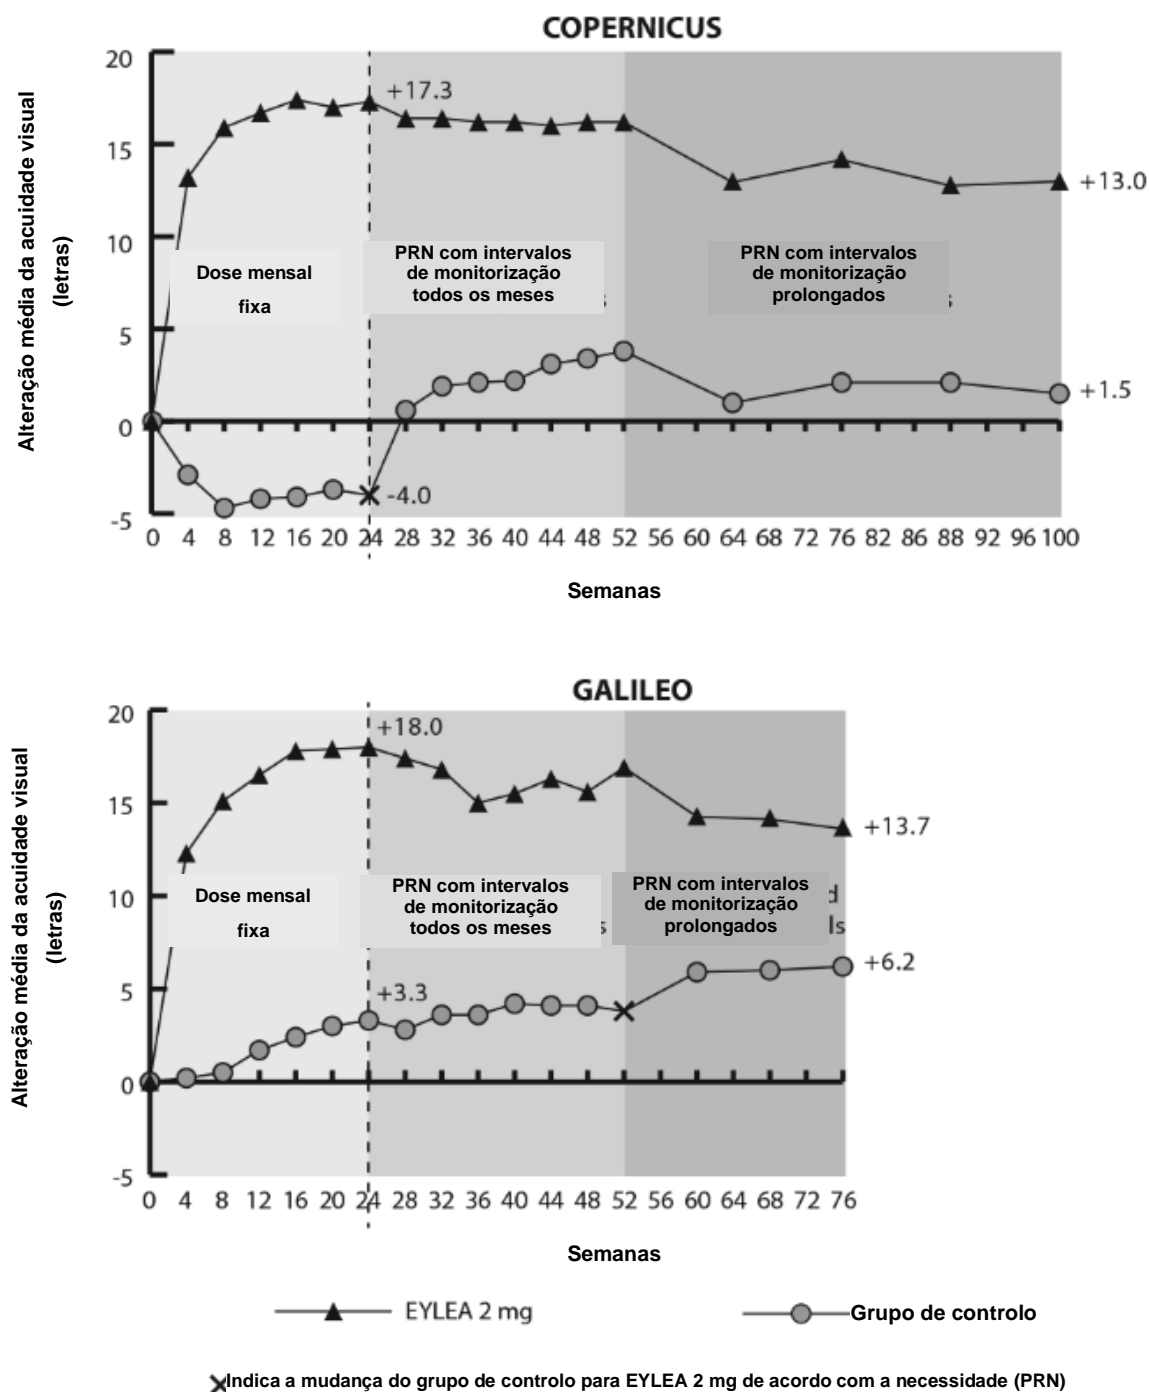 COPERNICUS
Alteração média da acuidade visual
(letras)
20
15
10
5
0
-5
+17.3
+13.0
Dose mensal
fixa
PRN com intervalos
de monitorização
todos os meses
s
PRN com intervalos
de monitorização
prolongados
s
-4.0
+1.5
0 4 8 12 16 20 24 28 32 36 40 44 48 52 56 60 64 68 72 76 82 86 88 92 96 100
Semanas
GALILEO
Alteração média da acuidade visual
(letras)
20
15
10
5
0
-5
+18.0
+13.7
Dose mensal
fixa
PRN com intervalos
de monitorização
todos os meses
s
PRN com intervalos
de monitorização
prolongados
d
ls
+3.3
+6.2
0 4 8 12 16 20 24 28 32 36 40 44 48 52 56 60 64 68 72 76
Semanas
EYLEA 2 mg
Grupo de controlo
Indica a mudança do grupo de controlo para EYLEA 2 mg de acordo com a necessidade (PRN)